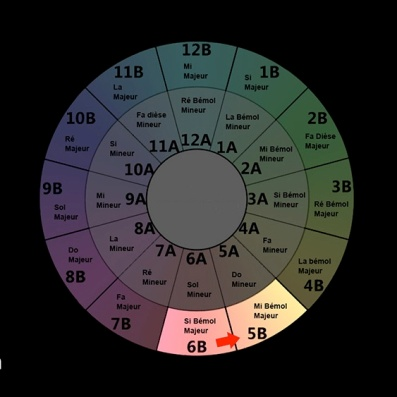 12B
Mi
Majeur
1B
Si
Majeur
2B
Fa Dièse
Majeur
3B
Ré Bémol
Majeur
La bémol
Majeur
4B
Mi Bémol
Majeur
5B
Si Bémol
Majeur
6B
Fa
Majeur
7B
Do
Majeur
8B
9B
Sol
Majeur
10B
Ré
Majeur
11B
La
Majeur
Ré Bémol
Mineur
12A
La Bémol
Mineur
1A
Mi Bémol
Mineur
2A
3A
Si Bémol
Mineur
4A
Fa
Mineur
5A
Do
Mineur
6A
Sol
Mineur
7A
Ré
Mineur
8A
La
Mineur
Mi
Mineur
9A
Si
Mineur
10A
Fa dièse
Mineur
11A